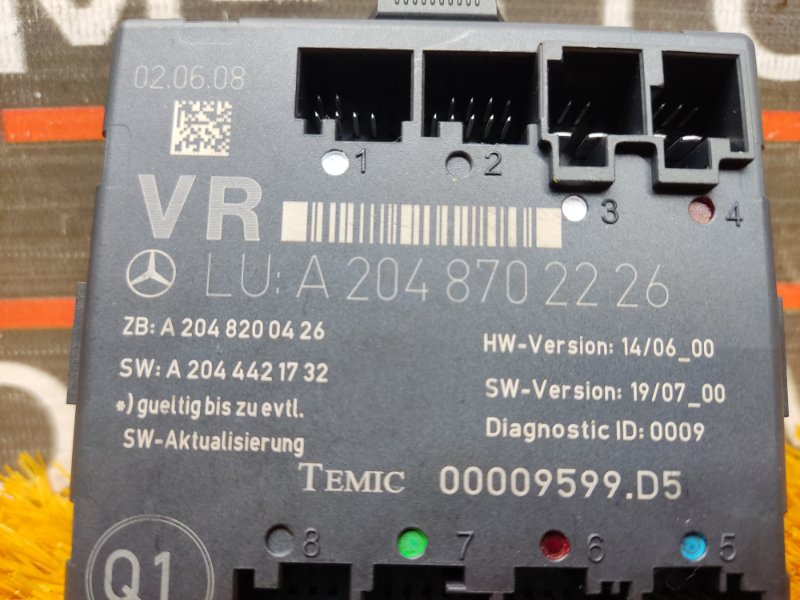 02.06.08
1 2 3 4
VR
LU: A 204 870 22 26
ZB: A 204 820 04 26
HW-Version: 14/06_00
SW: A 204 442 17 32
SW-Version: 19/07_00
*) gueltig bis zu evtl.
SW-Aktualisierung
Diagnostic ID: 0009
TEMIC 00009599.D5
8 7 6 5
Q1